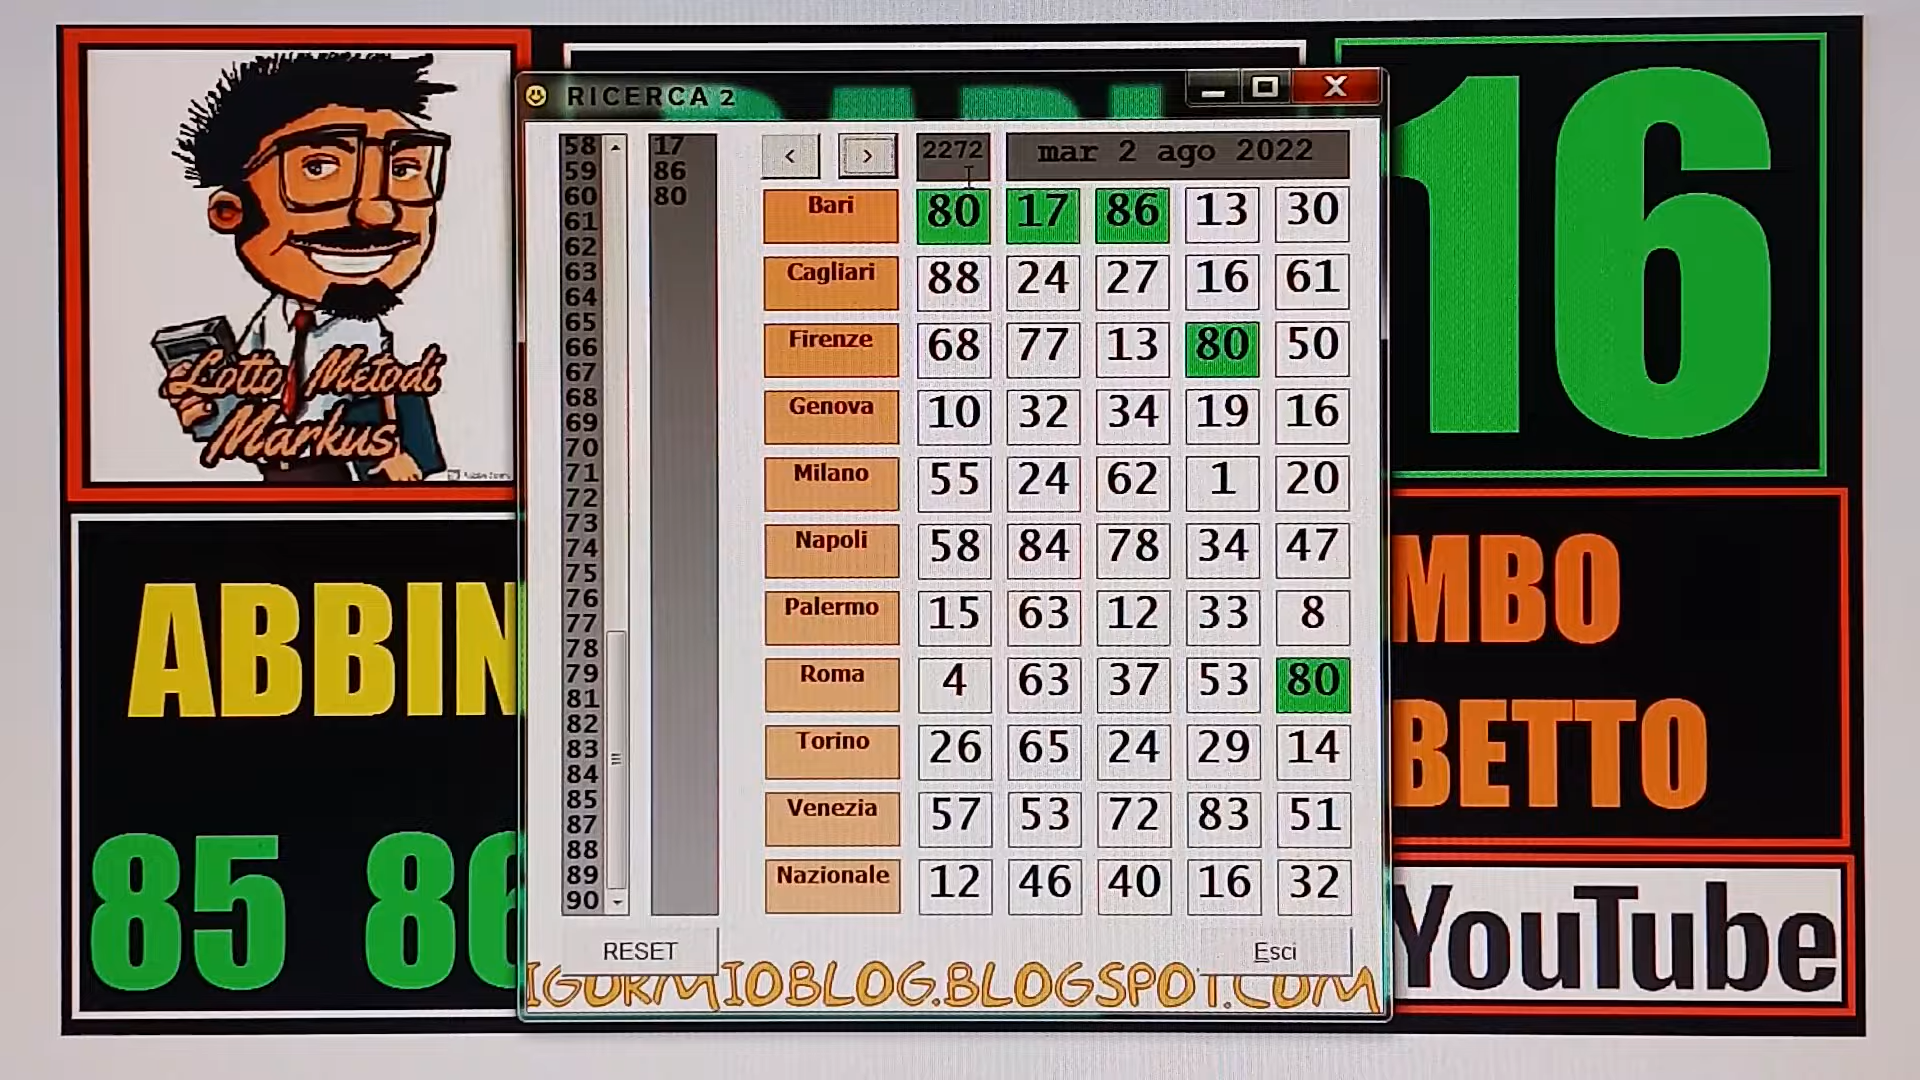 RICERCA 2
16
Lotto Metodi
Markus
58 17
59 86
60 80
61
62
63
64
65
66
67
68
69
70
71
72
73
74
75
76
77
78
79
81
82
83
84
85
87
88
89
90
< > 2272 mar 2 ago 2022
Bari 80 17 86 13 30
Cagliari 88 24 27 16 61
Firenze 68 77 13 80 50
Genova 10 32 34 19 16
Milano 55 24 62 1 20
Napoli 58 84 78 34 47
Palermo 15 63 12 33 8
Roma 4 63 37 53 80
Torino 26 65 24 29 14
Venezia 57 53 72 83 51
Nazionale 12 46 40 16 32
RESET Esci
IGORMIOBLOG.BLOGSPOT.COM
ABBIN
85 86
MBO
BETTO
YouTube